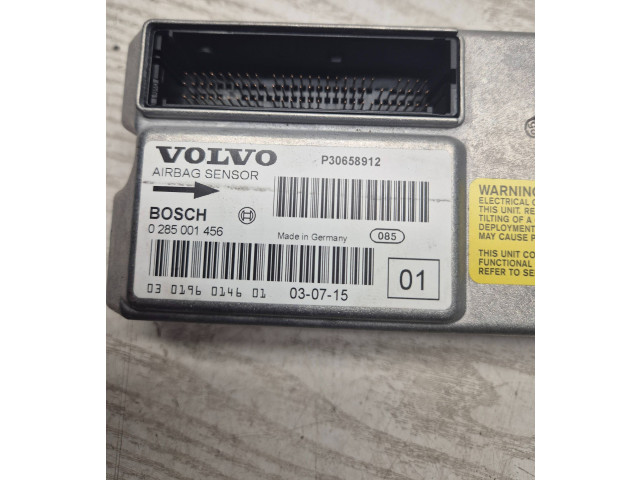 VOLVO
P30658912
AIRBAG SENSOR
BOSCH
0 285 001 456
Made in Germany
085
03 0196 0146 01
03-07-15
01
WARNING
ELECTRICAL
THIS UNIT. RE
TILTING OF A
DEPLOYMENT
MAY CAUSE P
THIS UNIT CO
FUNCTIONAL
REFER TO SE